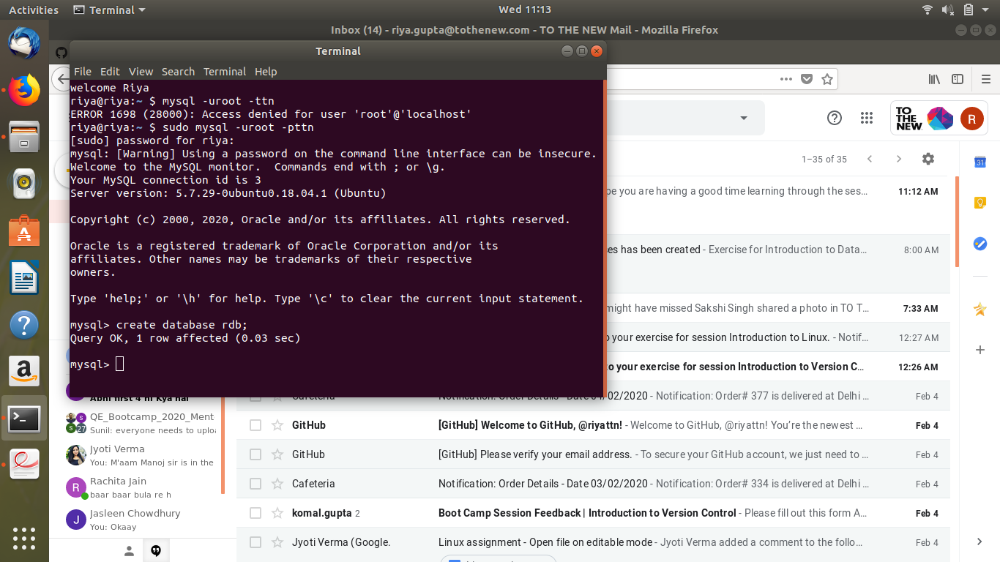 Activities
Terminal
Wed 11:13
Inbox (14) - riya.gupta@tothenew.com - TO THE NEW Mail - Mozilla Firefox
Terminal
File Edit View Search Terminal Help
welcome Riya
riya@riya:~ $ mysql -uroot -ttn
ERROR 1698 (28000): Access denied for user 'root'@'localhost'
riya@riya:~ $ sudo mysql -uroot -pttn
[sudo] password for riya:
mysql: [Warning] Using a password on the command line interface can be insecure.
Welcome to the MySQL monitor.  Commands end with ; or \g.
Your MySQL connection id is 3
Server version: 5.7.29-0ubuntu0.18.04.1 (Ubuntu)
Copyright (c) 2000, 2020, Oracle and/or its affiliates. All rights reserved.
Oracle is a registered trademark of Oracle Corporation and/or its
affiliates. Other names may be trademarks of their respective
owners.
Type 'help;' or '\h' for help. Type '\c' to clear the current input statement.
mysql> create database rdb;
Query OK, 1 row affected (0.03 sec)
mysql>
TO
THE
NEW
R
1–35 of 35
31
be you are having a good time learning through the ses… 11:12 AM
ses has been created - Exercise for Introduction to Data… 8:00 AM
might have missed Sakshi Singh shared a photo in TO T… 7:33 AM
o your exercise for session Introduction to Linux. - Notif… 12:27 AM
to your exercise for session Introduction to Version C… 12:26 AM
Cafeteria Notification: Order Details - Date 04/02/2020 - Notification: Order# 377 is delivered at Delhi … Feb 4
GitHub [GitHub] Welcome to GitHub, @riyattn! - Welcome to GitHub, @riyattn! You’re the newest … Feb 4
GitHub [GitHub] Please verify your email address. - To secure your GitHub account, we just need to … Feb 4
Cafeteria Notification: Order Details - Date 03/02/2020 - Notification: Order# 334 is delivered at Delhi … Feb 4
komal.gupta 2 Boot Camp Session Feedback | Introduction to Version Control - Please fill out this form A… Feb 4
Jyoti Verma (Google. Linux assignment - Open file on editable mode - Jyoti Verma added a comment to the follo… Feb 4
Abhi first 4 hi Kya hai
S
S 27
QE_Bootcamp_2020_Ment
Sunil: everyone needs to uploa
Jyoti Verma
You: M'aam Manoj sir is in the
R
Rachita Jain
baar baar bula re h
J
Jasleen Chowdhury
You: Okaay